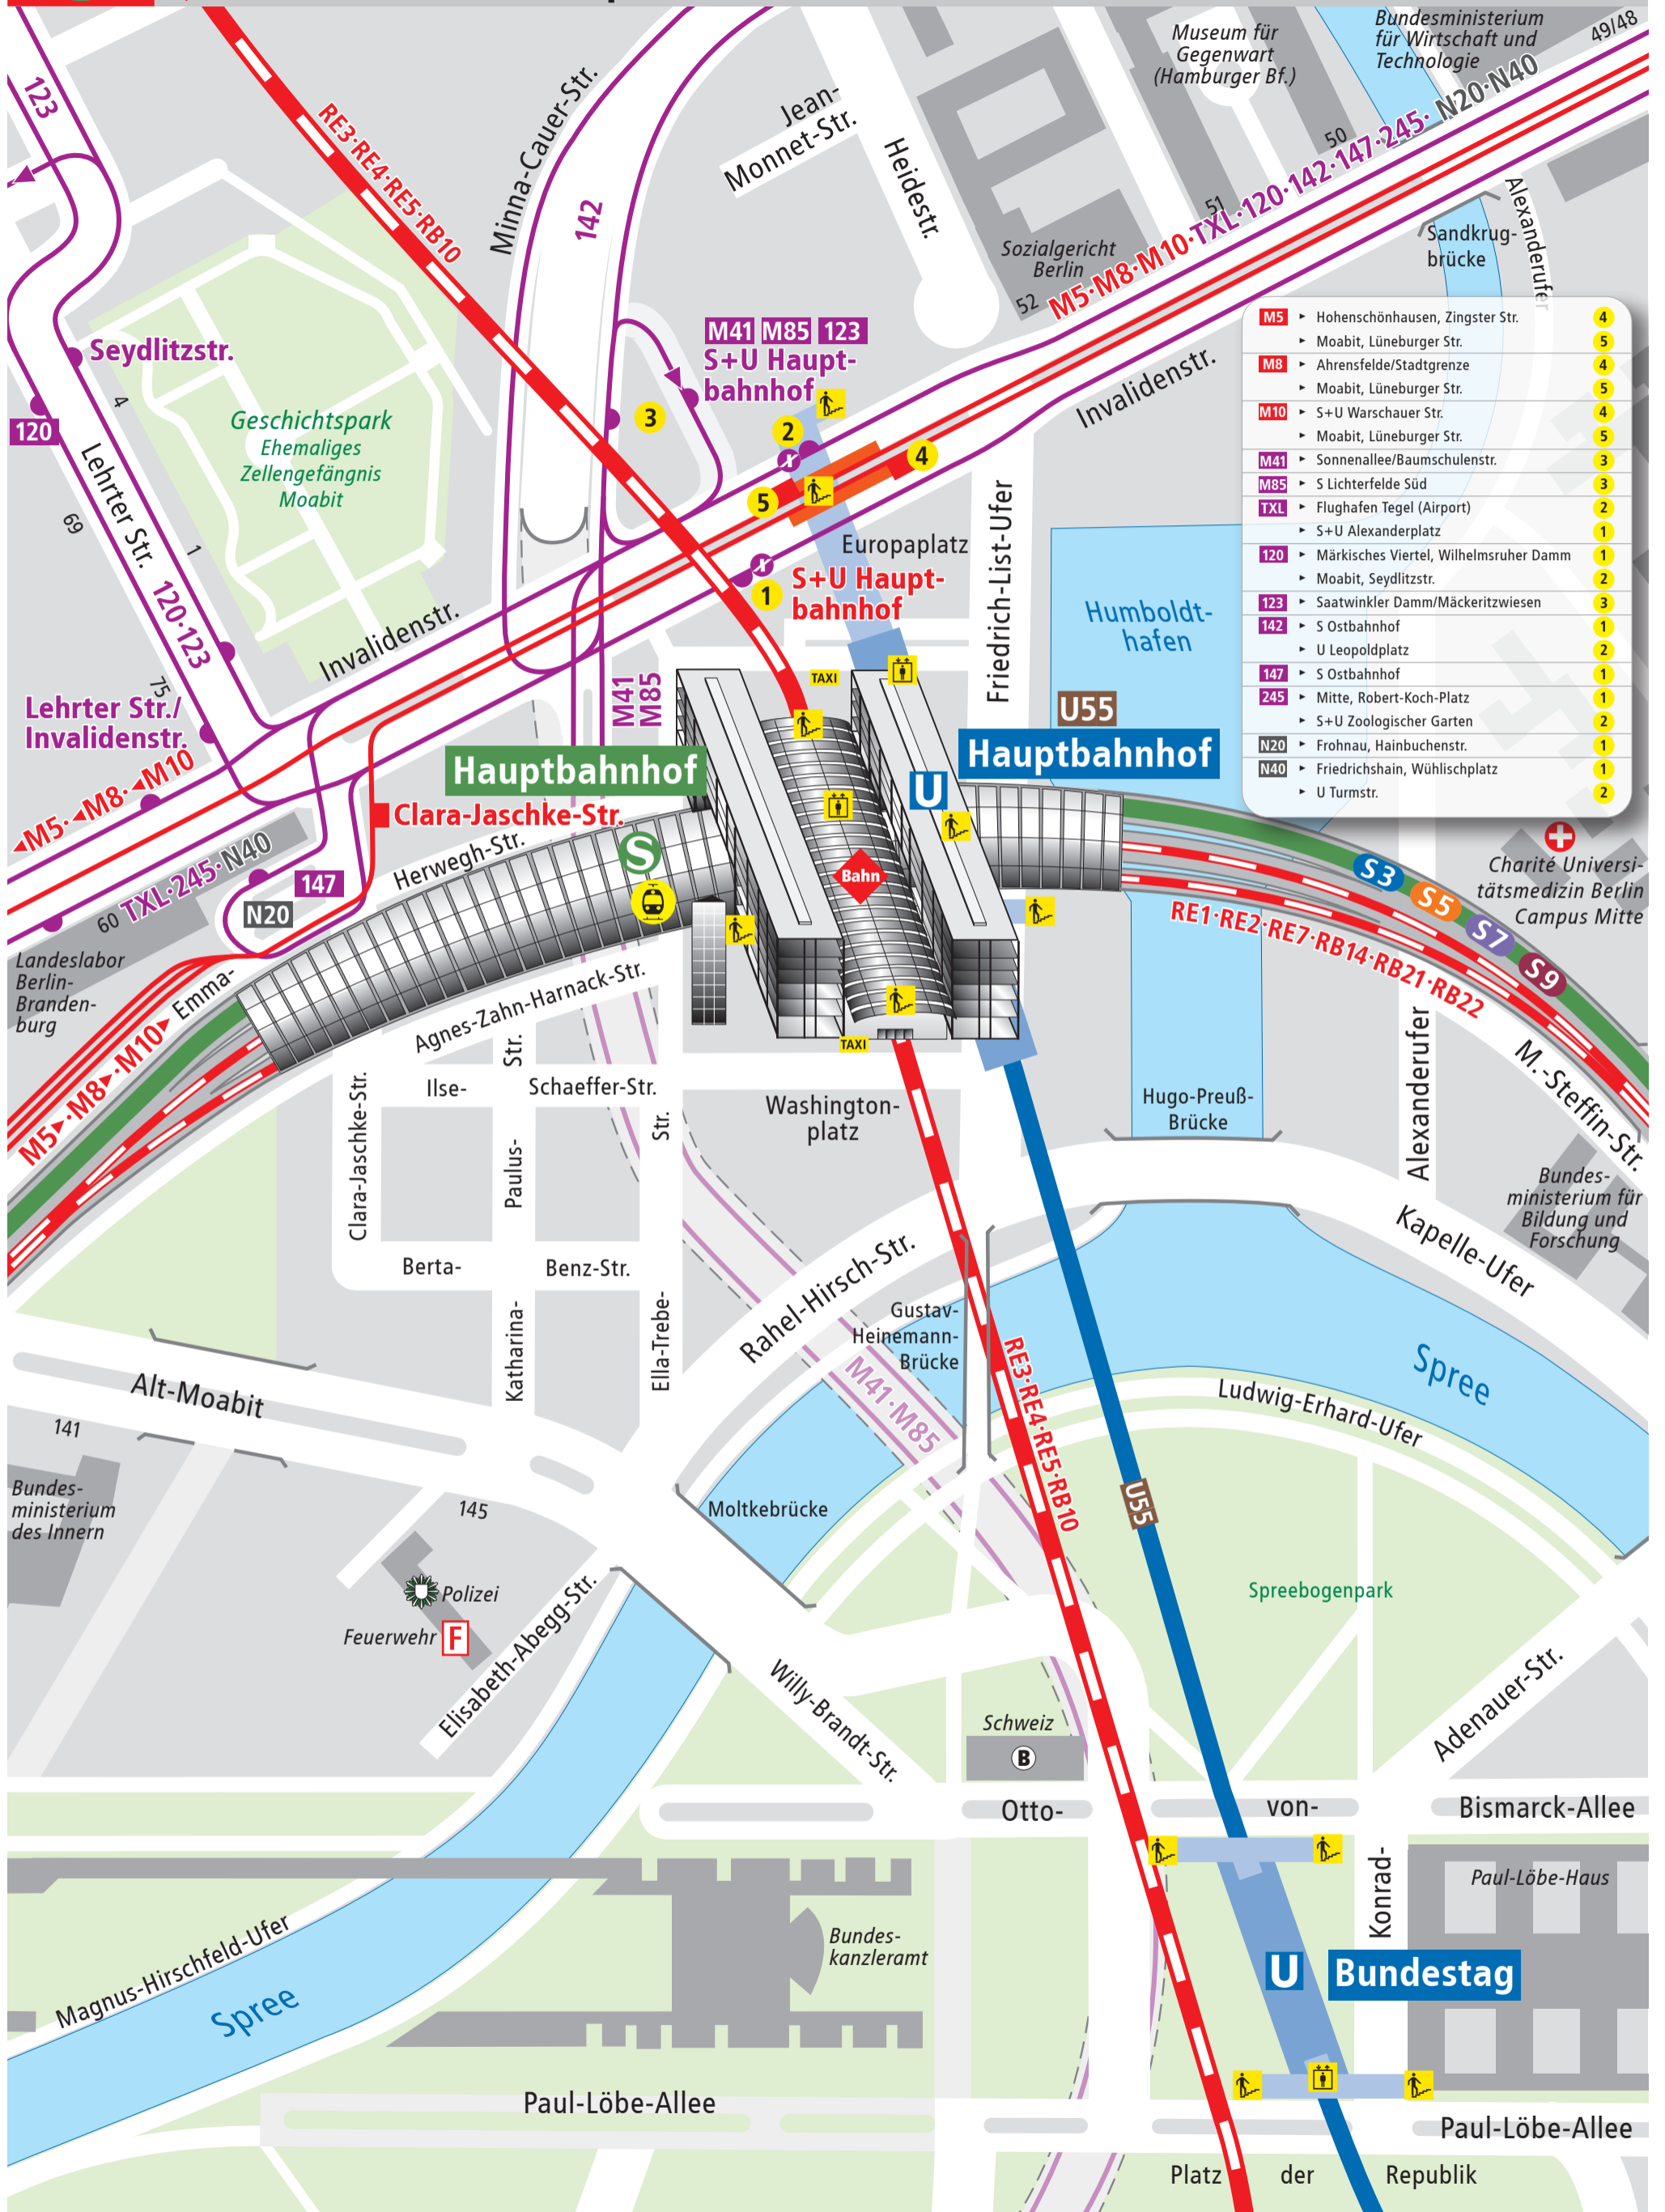 Bundesministerium
für Wirtschaft und
Technologie
49/48
Museum für
Gegenwart
(Hamburger Bf.)
123
RE3·RE4·RE5·RB10
Minna-Cauer-Str.
142
Jean-
Monnet-Str.
Heidestr.
50
51
52
M5·M8·M10·TXL·120·142·147·245· N20·N40
Sozialgericht
Berlin
Sandkrug-
brücke
Alexanderufer
M5 ▸ Hohenschönhausen, Zingster Str. 4
▸ Moabit, Lüneburger Str. 5
M8 ▸ Ahrensfelde/Stadtgrenze 4
▸ Moabit, Lüneburger Str. 5
M10 ▸ S+U Warschauer Str. 4
▸ Moabit, Lüneburger Str. 5
M41 ▸ Sonnenallee/Baumschulenstr. 3
M85 ▸ S Lichterfelde Süd 3
TXL ▸ Flughafen Tegel (Airport) 2
▸ S+U Alexanderplatz 1
120 ▸ Märkisches Viertel, Wilhelmsruher Damm 1
▸ Moabit, Seydlitzstr. 2
123 ▸ Saatwinkler Damm/Mäckeritzwiesen 3
142 ▸ S Ostbahnhof 1
▸ U Leopoldplatz 2
147 ▸ S Ostbahnhof 1
245 ▸ Mitte, Robert-Koch-Platz 1
▸ S+U Zoologischer Garten 2
N20 ▸ Frohnau, Hainbuchenstr. 1
N40 ▸ Friedrichshain, Wühlischplatz 1
▸ U Turmstr. 2
Seydlitzstr.
120
4
69
1
75
Lehrter Str.
120·123
Geschichtspark
Ehemaliges
Zellengefängnis
Moabit
M41 M85 123
S+U Haupt-
bahnhof
3
2
4
5
1
Invalidenstr.
Europaplatz
S+U Haupt-
bahnhof
Friedrich-List-Ufer
Humboldt-
hafen
Invalidenstr.
M41
M85
TAXI
Lehrter Str./
Invalidenstr.
◂M5·◂M8·◂M10
U55
Hauptbahnhof
U
Hauptbahnhof
S
Clara-Jaschke-Str.
Herwegh-Str.
147
N20
60
TXL·245·N40
Bahn
S3
S5
S7
S9
RE1·RE2·RE7·RB14·RB21·RB22
Charité Universi-
tätsmedizin Berlin
Campus Mitte
Landeslabor
Berlin-
Branden-
burg
Emma-
M5▸·M8▸·M10▸
Agnes-Zahn-Harnack-Str.
TAXI
Ilse-
Schaeffer-Str.
Str.
Str.
Clara-Jaschke-Str.
Paulus-
Katharina-
Ella-Trebe-
Berta-
Benz-Str.
Washington-
platz
Hugo-Preuß-
Brücke
Alexanderufer
M.-Steffin-Str.
Bundes-
ministerium für
Bildung und
Forschung
Kapelle-Ufer
Rahel-Hirsch-Str.
Gustav-
Heinemann-
Brücke
M41·M85
RE3·RE4·RE5·RB10
Spree
Ludwig-Erhard-Ufer
Alt-Moabit
141
Bundes-
ministerium
des Innern
145
Moltkebrücke
U55
Polizei
Feuerwehr F
Elisabeth-Abegg-Str.
Spreebogenpark
Willy-Brandt-Str.
Schweiz
B
Adenauer-Str.
Otto-
von-
Bismarck-Allee
Konrad-
Paul-Löbe-Haus
Bundes-
kanzleramt
Magnus-Hirschfeld-Ufer
Spree
U Bundestag
Paul-Löbe-Allee
Paul-Löbe-Allee
Platz
der
Republik